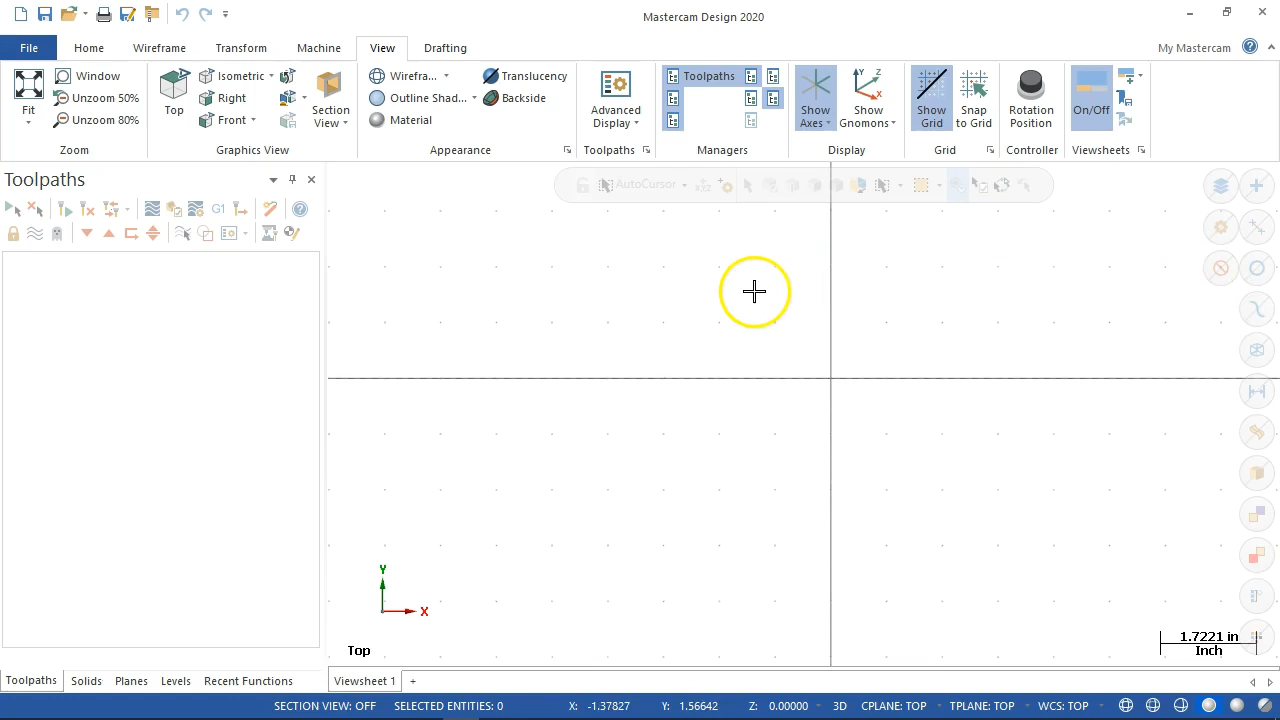 Mastercam Design 2020
File Home Wireframe Transform Machine View Drafting My Mastercam
Fit
Window
Unzoom 50%
Unzoom 80%
Zoom
Top
Isometric
Right
Front
Section View
Graphics View
Wirefra...
Outline Shad...
Material
Translucency
Backside
Appearance
Advanced Display
Toolpaths
Toolpaths
Managers
Show Axes
Show Gnomons
Display
Show Grid
Snap to Grid
Grid
Rotation Position
Controller
On/Off
Viewsheets
Toolpaths
G1
AutoCursor
Y
X
Top
1.7221 in
Inch
Toolpaths Solids Planes Levels Recent Functions
Viewsheet 1 +
SECTION VIEW: OFF SELECTED ENTITIES: 0 X: -1.37827 Y: 1.56642 Z: 0.00000 3D CPLANE: TOP TPLANE: TOP WCS: TOP